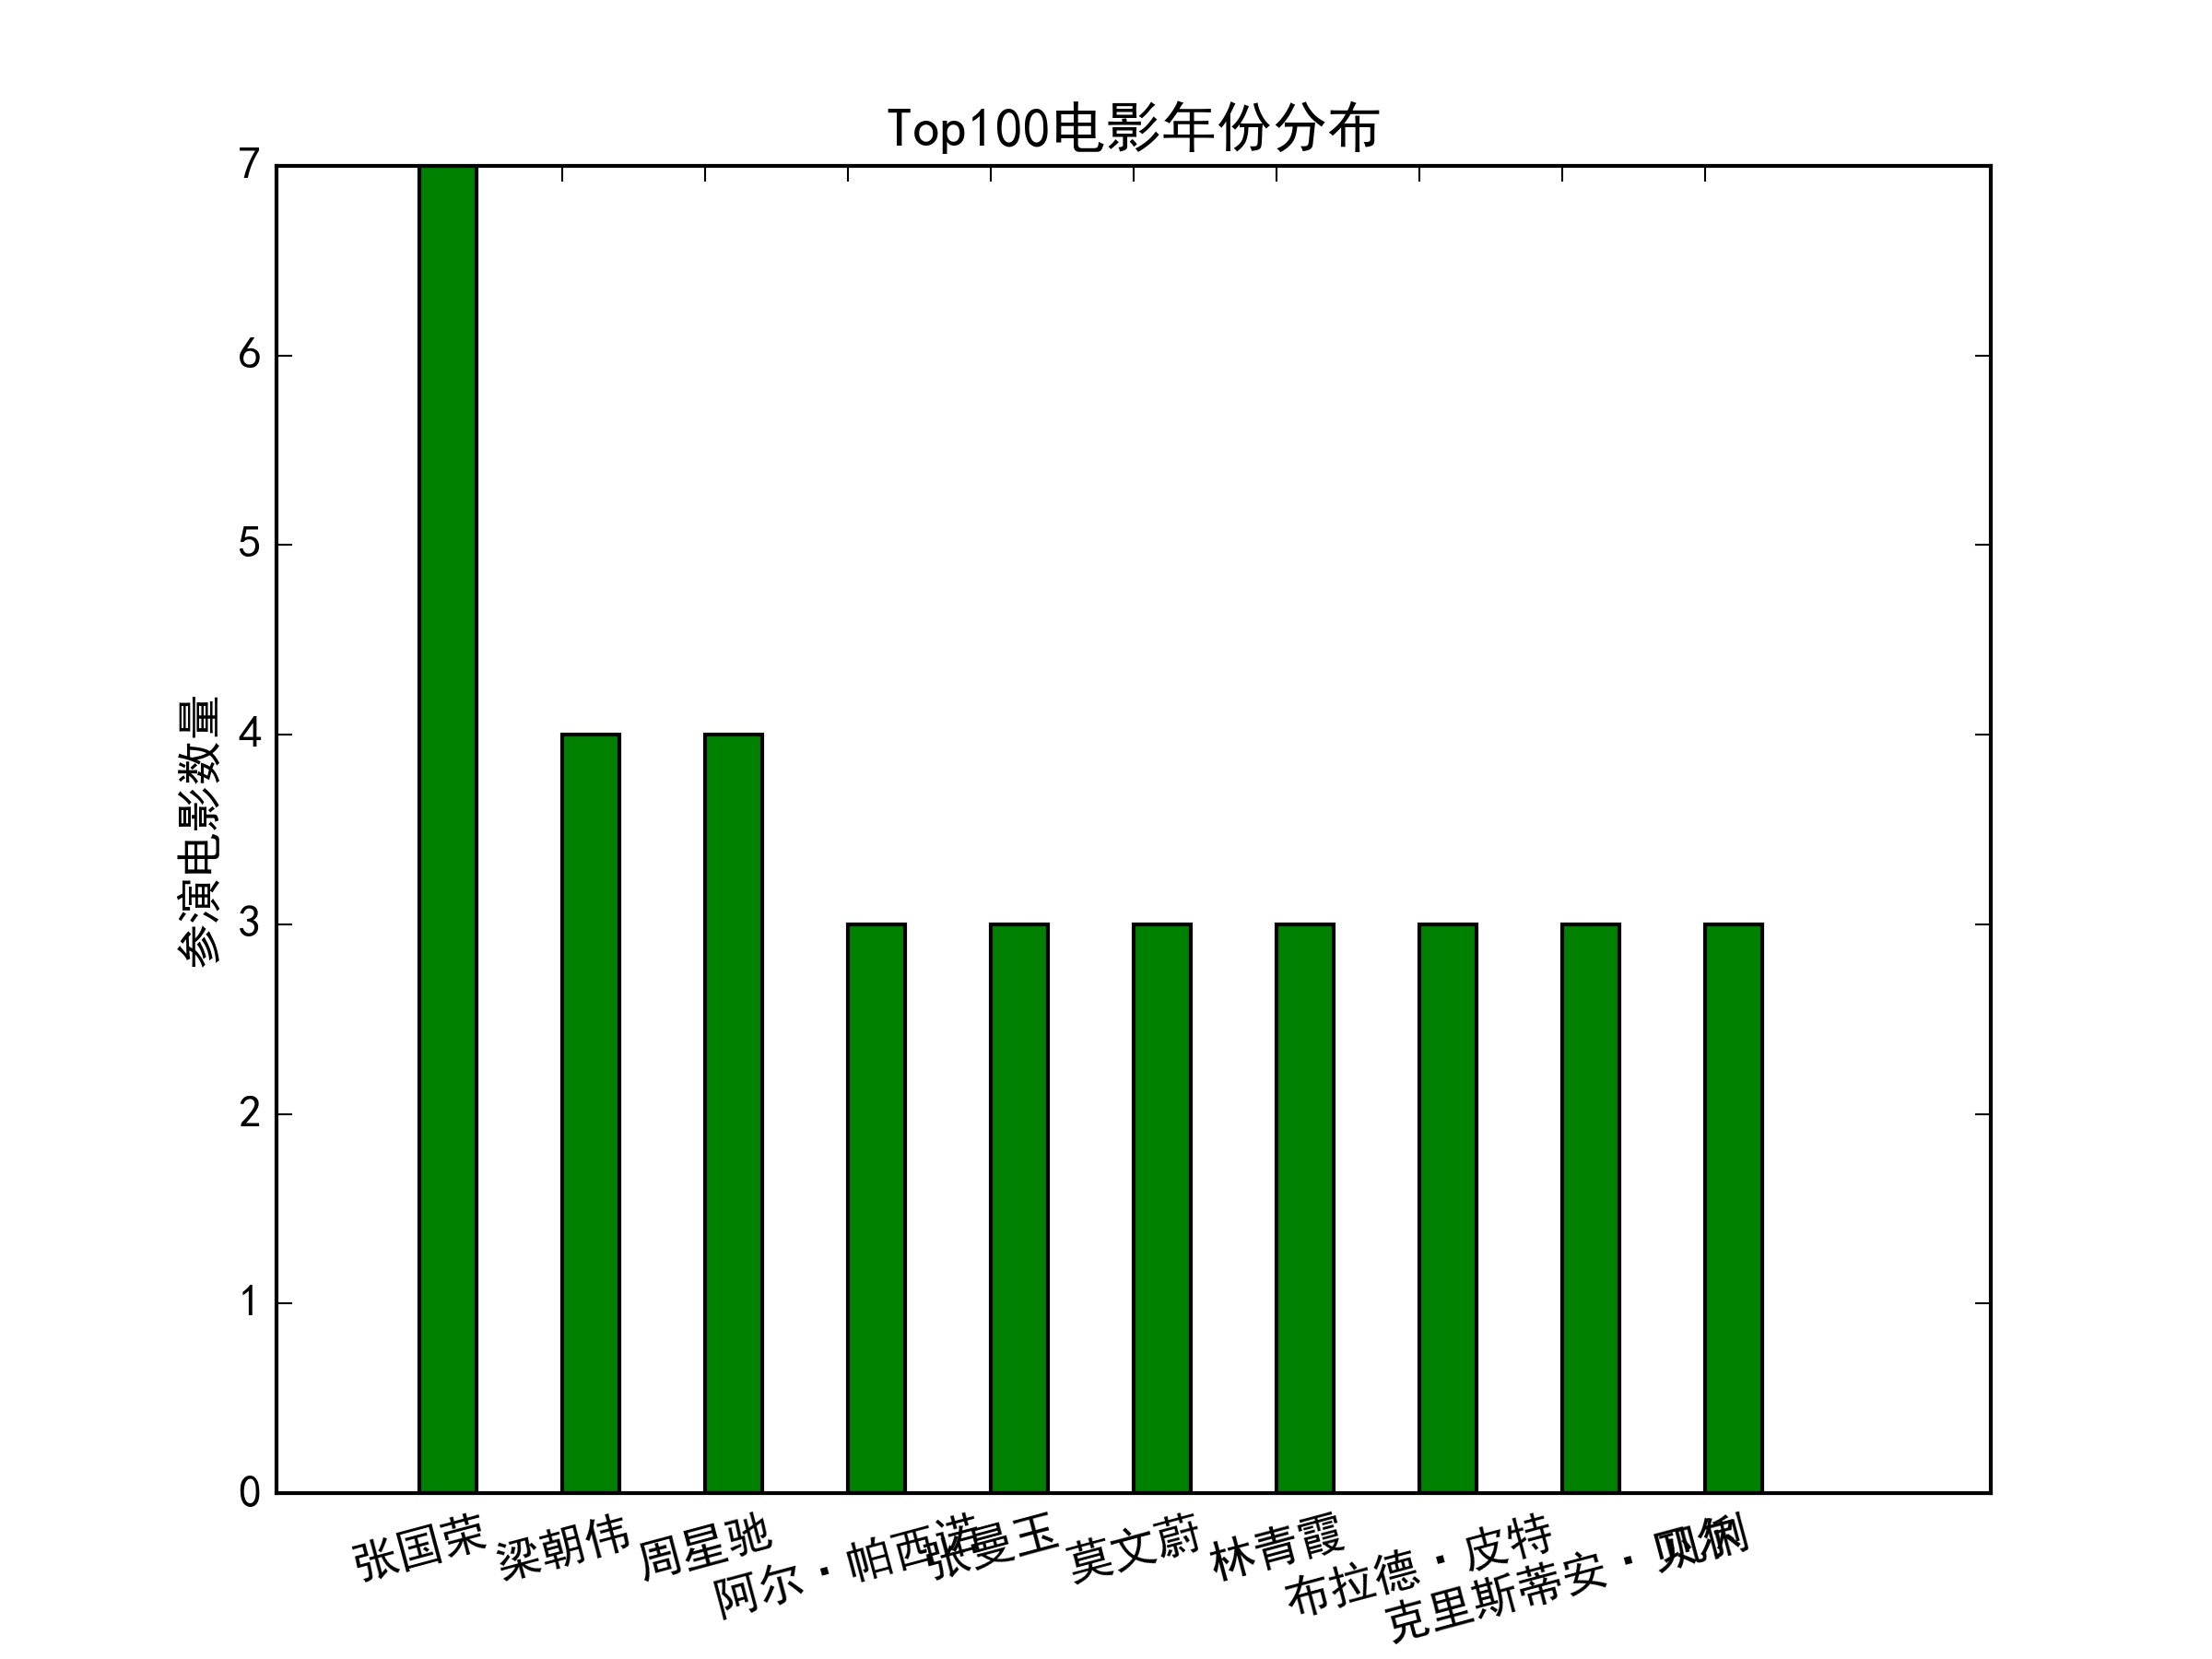 Top100电影年份分布
参演电影数量
7
6
5
4
3
2
1
0
张国荣
梁朝伟
周星驰
阿尔·帕西诺
张曼玉
莫文蔚
林青霞
布拉德·皮特
克里斯蒂安·贝尔
巩俐